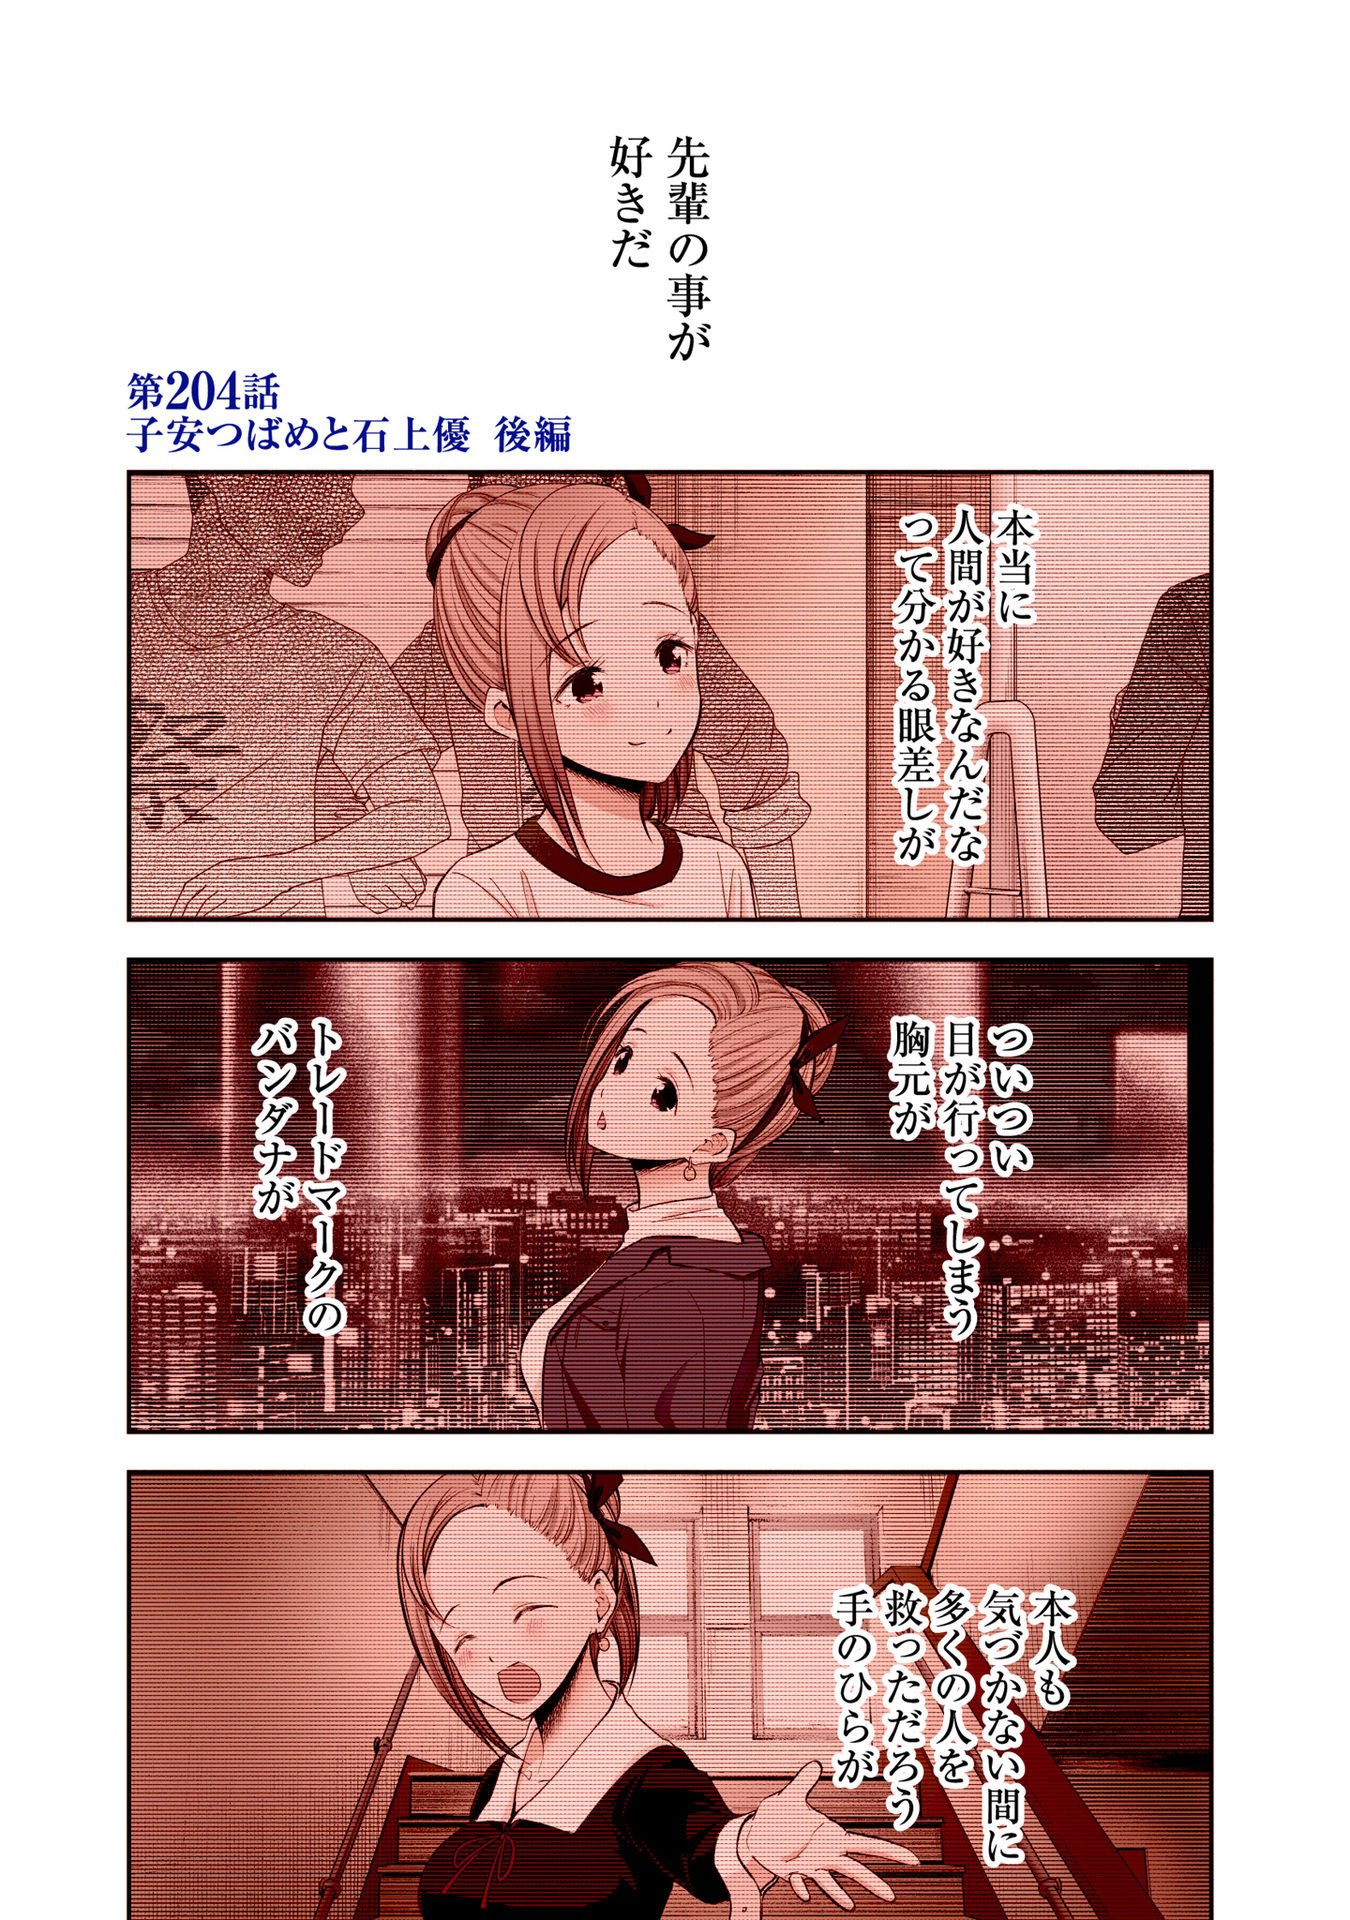 先輩の事が
好きだ
第204話
子安つばめと石上優 後編
本当に
人間が好きなんだな
って分かる眼差しが
ついつい
目が行ってしまう
胸元が
トレードマークの
バンダナが
本人も
気づかない間に
多くの人を
救っただろう
手のひらが